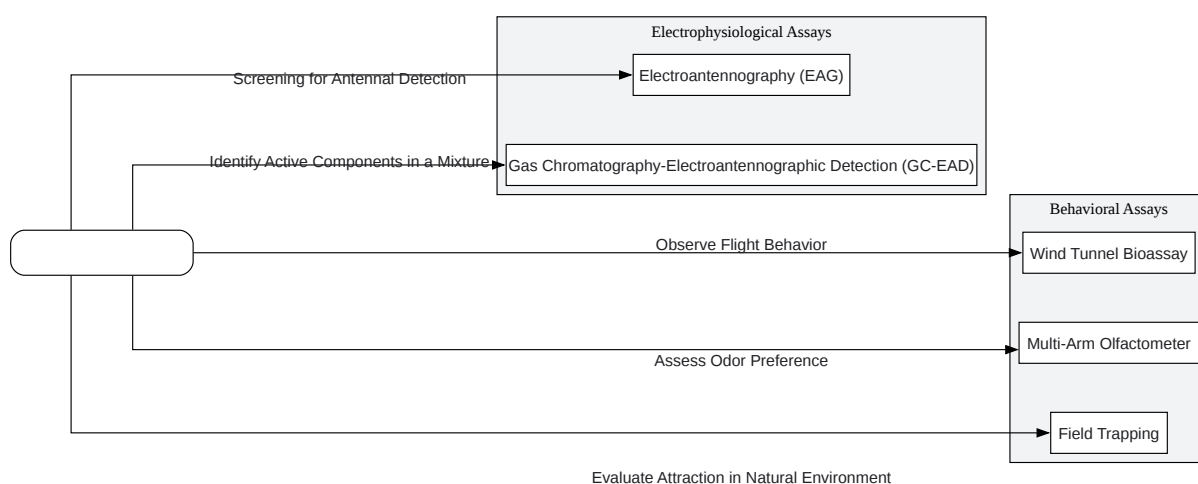 Electrophysiological Assays
Screening for Antennal Detection
Electroantennography (EAG)
Identify Active Components in a Mixture
Gas Chromatography-Electroantennographic Detection (GC-EAD)
Behavioral Assays
Observe Flight Behavior
Wind Tunnel Bioassay
Assess Odor Preference
Multi-Arm Olfactometer
Field Trapping
Evaluate Attraction in Natural Environment